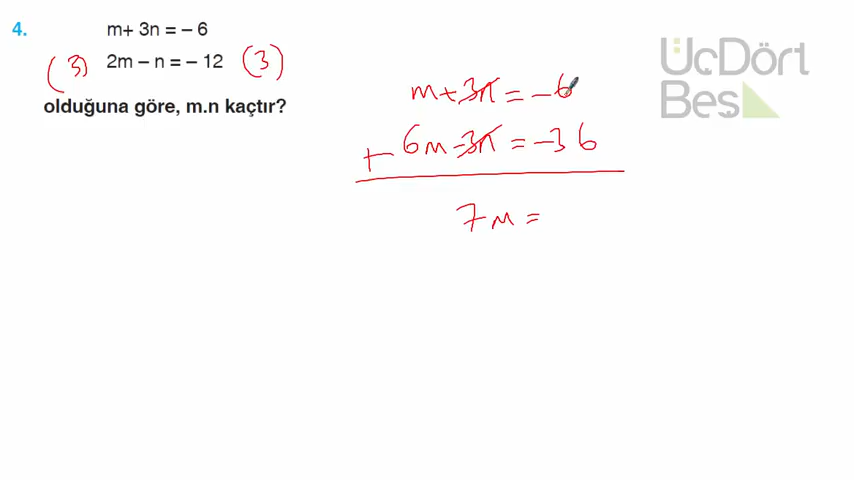 4. m+ 3n = – 6
(3) 2m – n = – 12 (3)
olduğuna göre, m.n kaçtır?
ÜçDört
Beş
m+3n = -6
+ 6m-3n = -36
7m =